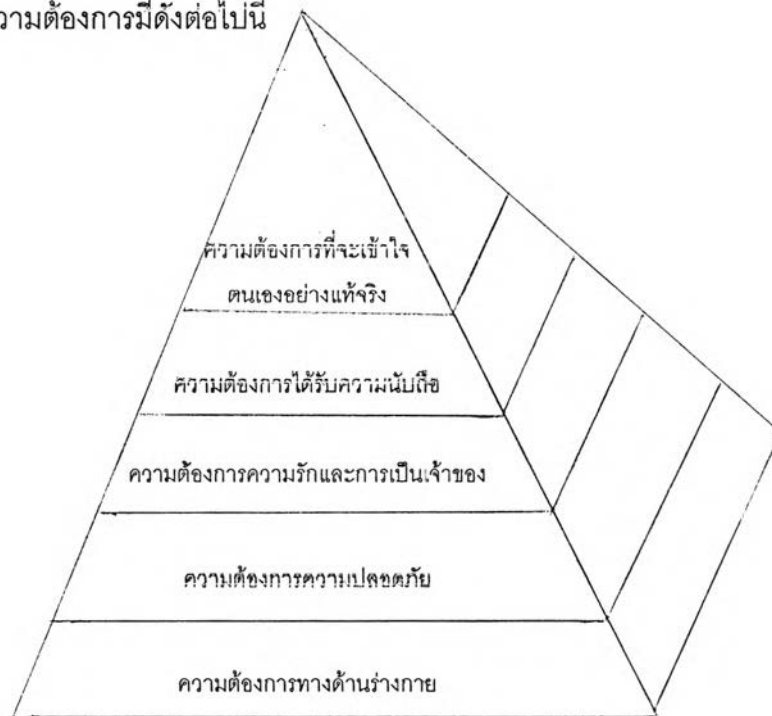 วามต้องการมีดังต่อไปนี้
ความต้องการที่จะเข้าใจ
ตนเองอย่างแท้จริง
ความต้องการได้รับความนับถือ
ความต้องการความรักและการเป็นเจ้าของ
ความต้องการความปลอดภัย
ความต้องการทางด้านร่างกาย